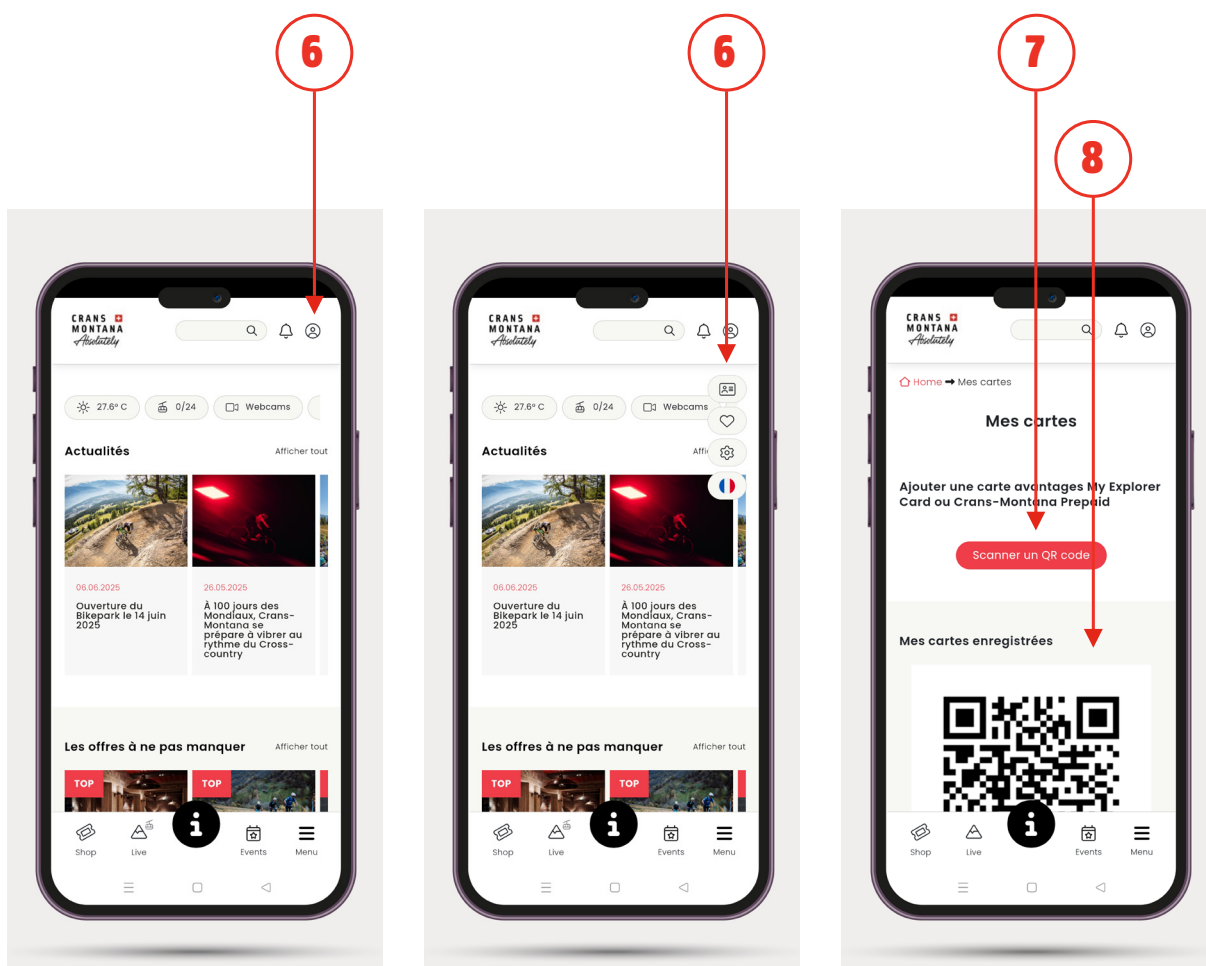 6
6
7
8
CRANS
MONTANA
Absolutely
27.6° C
0/24
Webcams
Actualités
Afficher tout
06.06.2025
Ouverture du
Bikepark le 14 juin
2025
26.05.2025
À 100 jours des
Mondiaux, Crans-
Montana se
prépare à vibrer au
rythme du Cross-
country
Les offres à ne pas manquer
Afficher tout
TOP
TOP
i
Shop
Live
Events
Menu
CRANS
MONTANA
Absolutely
27.6° C
0/24
Webcams
Actualités
Affi
06.06.2025
Ouverture du
Bikepark le 14 juin
2025
26.05.2025
À 100 jours des
Mondiaux, Crans-
Montana se
prépare à vibrer au
rythme du Cross-
country
Les offres à ne pas manquer
Afficher tout
TOP
TOP
i
Shop
Live
Events
Menu
CRANS
MONTANA
Absolutely
Home ➞ Mes cartes
Mes cartes
Ajouter une carte avantages My Explorer
Card ou Crans-Montana Prepaid
Scanner un QR code
Mes cartes enregistrées
i
Shop
Live
Events
Menu